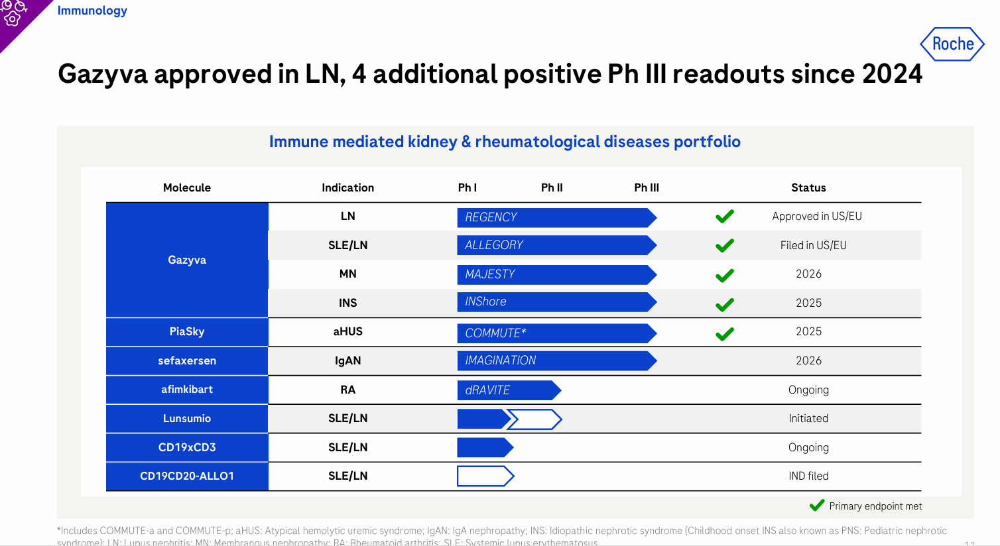 Immunology
Roche
Gazyva approved in LN, 4 additional positive Ph III readouts since 2024
Immune mediated kidney & rheumatological diseases portfolio
Molecule Indication Ph I Ph II Ph III Status
Gazyva
LN REGENCY Approved in US/EU
SLE/LN ALLEGORY Filed in US/EU
MN MAJESTY 2026
INS INShore 2025
PiaSky aHUS COMMUTE* 2025
sefaxersen IgAN IMAGINATION 2026
afimkibart RA dRAVITE Ongoing
Lunsumio SLE/LN Initiated
CD19xCD3 SLE/LN Ongoing
CD19CD20-ALLO1 SLE/LN IND filed
Primary endpoint met
*Includes COMMUTE-a and COMMUTE-p; aHUS: Atypical hemolytic uremic syndrome; IgAN: IgA nephropathy; INS: Idiopathic nephrotic syndrome (Childhood onset INS also known as PNS: Pediatric nephrotic
syndrome); LN: Lupus nephritis; MN: Membranous nephropathy; RA: Rheumatoid arthritis; SLE: Systemic lupus erythematosus
11